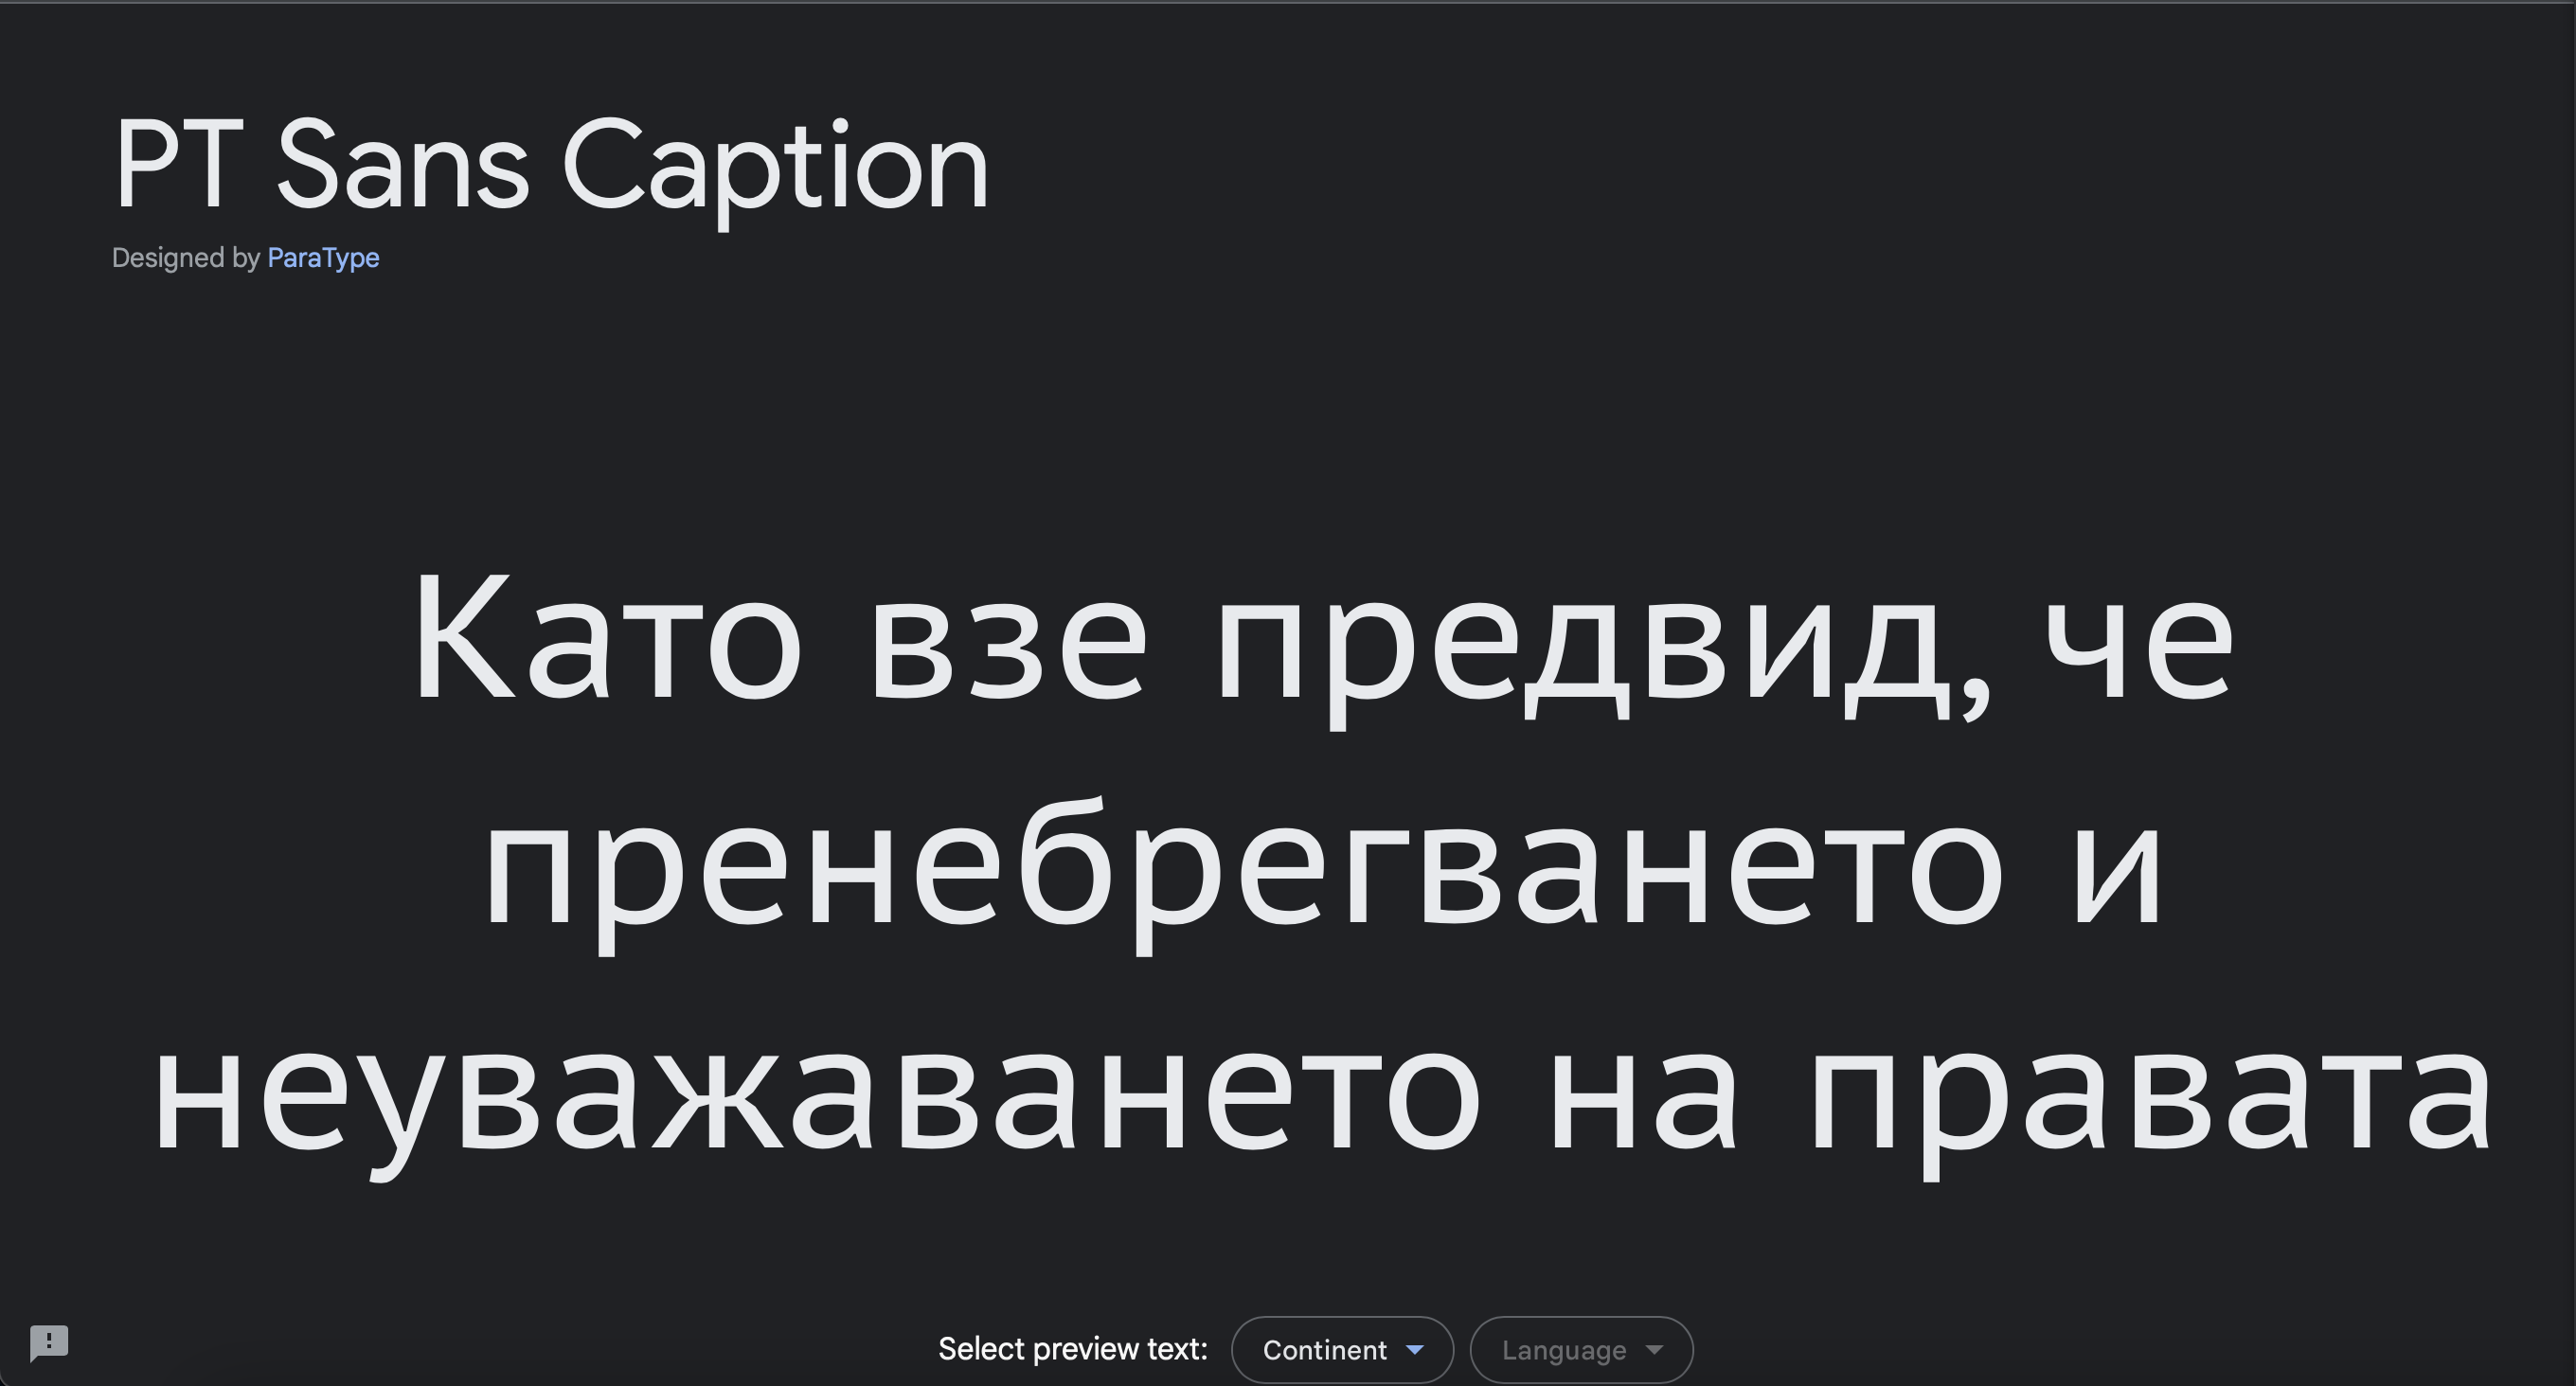 PT Sans Caption
Designed by ParaType
Като взе предвид, че
пренебрегването и
неуважаването на правата
Select preview text: Continent Language